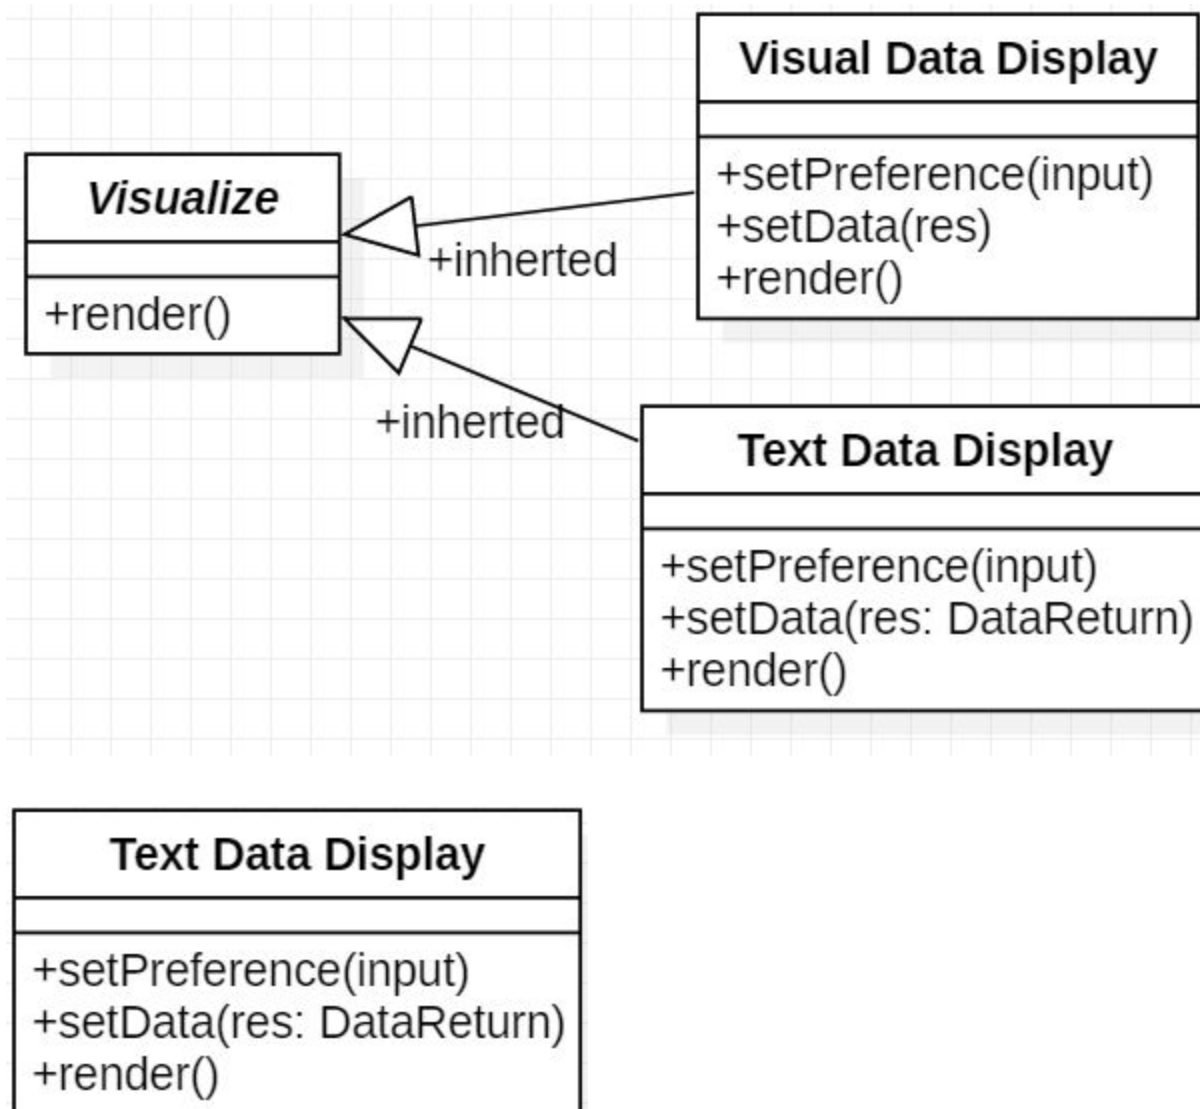 Visual Data Display
+setPreference(input)
+setData(res)
+render()
Visualize
+render()
+inherted
+inherted
Text Data Display
+setPreference(input)
+setData(res: DataReturn)
+render()
Text Data Display
+setPreference(input)
+setData(res: DataReturn)
+render()